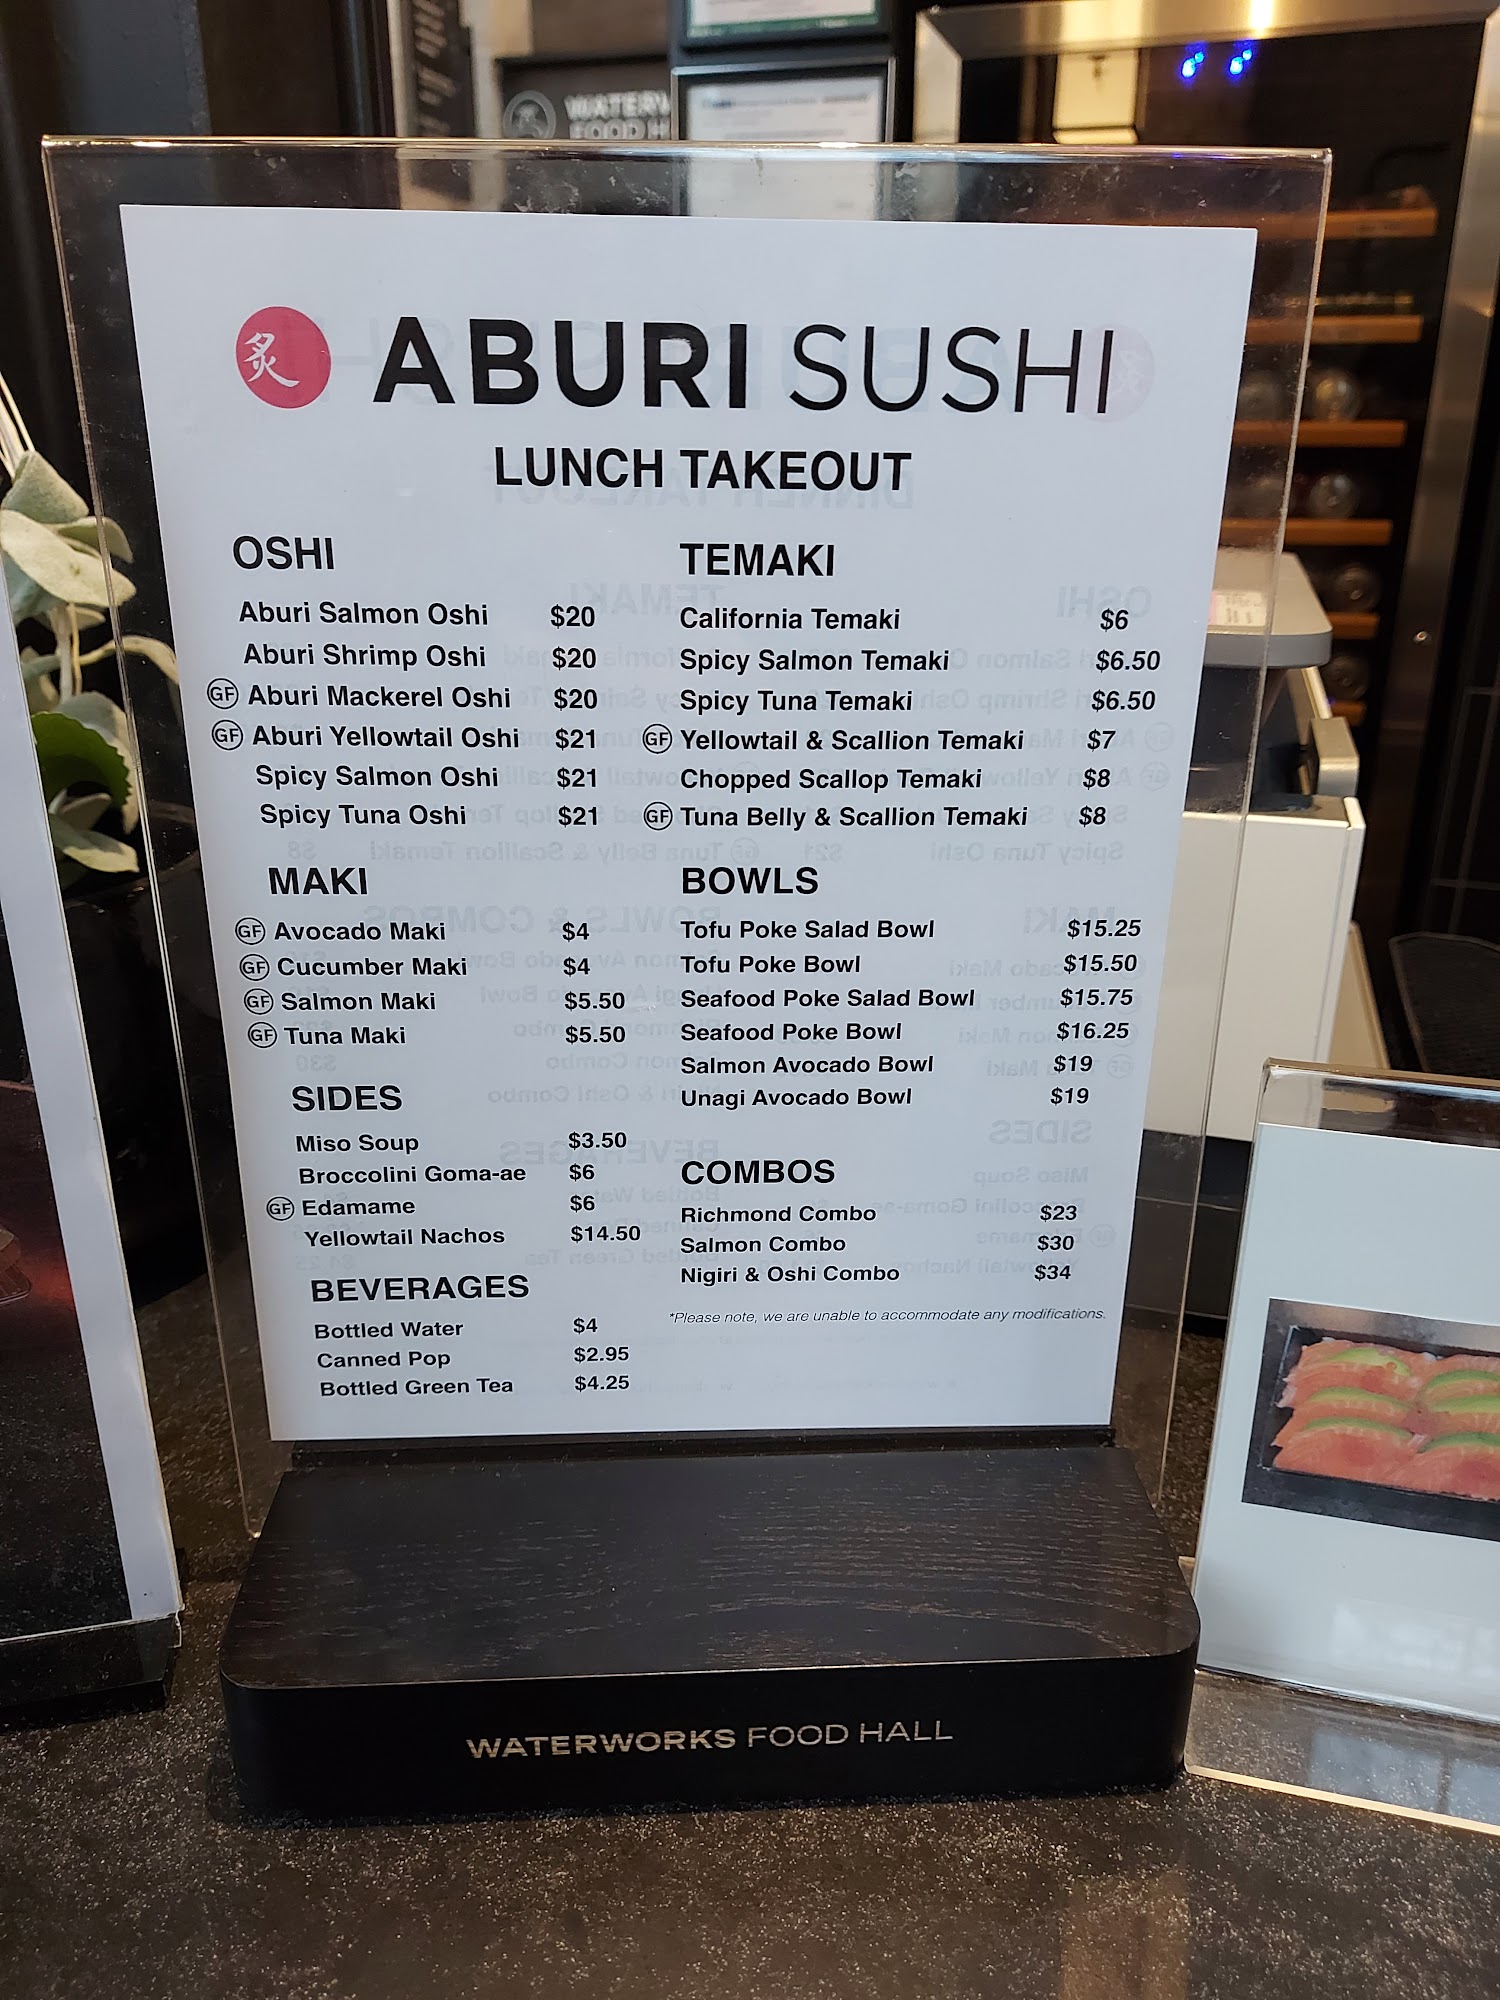 WATERW
FOOD H
炙 ABURI SUSHI
LUNCH TAKEOUT
OSHI
Aburi Salmon Oshi $20
Aburi Shrimp Oshi $20
GF Aburi Mackerel Oshi $20
GF Aburi Yellowtail Oshi $21
Spicy Salmon Oshi $21
Spicy Tuna Oshi $21
MAKI
GF Avocado Maki $4
GF Cucumber Maki $4
GF Salmon Maki $5.50
GF Tuna Maki $5.50
SIDES
Miso Soup $3.50
Broccolini Goma-ae $6
GF Edamame $6
Yellowtail Nachos $14.50
BEVERAGES
Bottled Water $4
Canned Pop $2.95
Bottled Green Tea $4.25
TEMAKI
California Temaki $6
Spicy Salmon Temaki $6.50
Spicy Tuna Temaki $6.50
GF Yellowtail & Scallion Temaki $7
Chopped Scallop Temaki $8
GF Tuna Belly & Scallion Temaki $8
BOWLS
Tofu Poke Salad Bowl $15.25
Tofu Poke Bowl $15.50
Seafood Poke Salad Bowl $15.75
Seafood Poke Bowl $16.25
Salmon Avocado Bowl $19
Unagi Avocado Bowl $19
COMBOS
Richmond Combo $23
Salmon Combo $30
Nigiri & Oshi Combo $34
*Please note, we are unable to accommodate any modifications.
WATERWORKS FOOD HALL